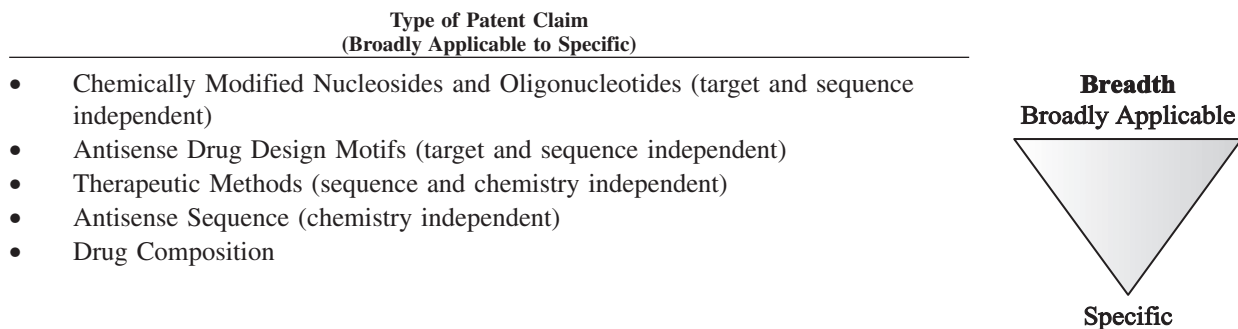 Type of Patent Claim
(Broadly Applicable to Specific)
• Chemically Modified Nucleosides and Oligonucleotides (target and sequence
independent)
• Antisense Drug Design Motifs (target and sequence independent)
• Therapeutic Methods (sequence and chemistry independent)
• Antisense Sequence (chemistry independent)
• Drug Composition
Breadth
Broadly Applicable
Specific